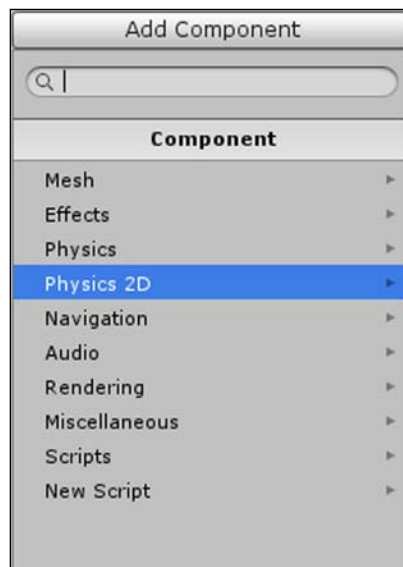 Add Component
Component
Mesh
Effects
Physics
Physics 2D
Navigation
Audio
Rendering
Miscellaneous
Scripts
New Script